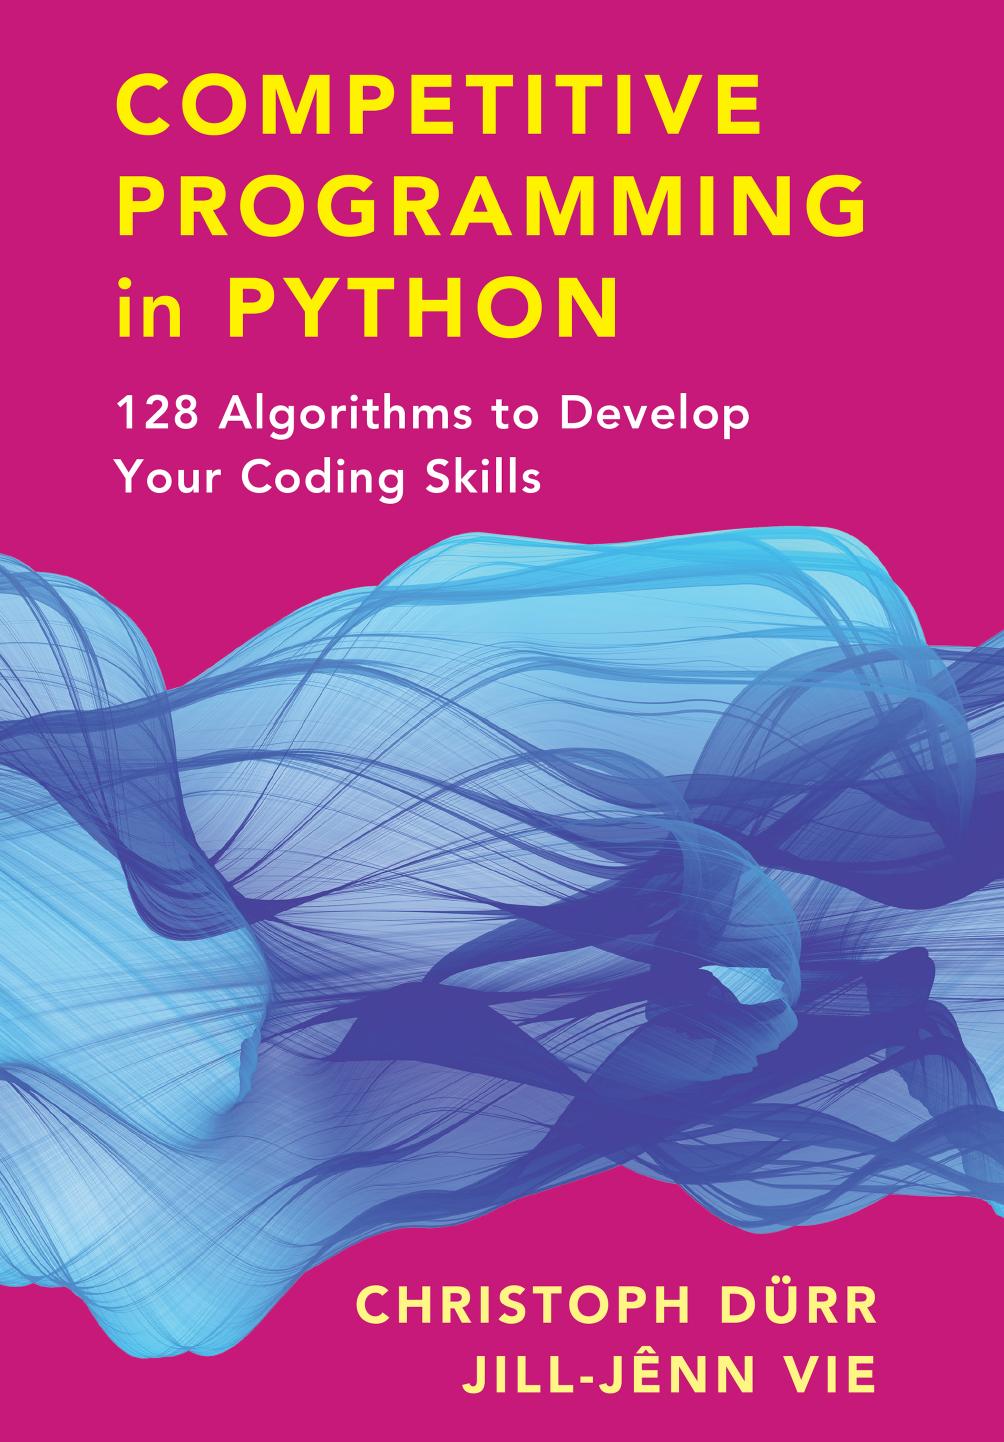 COMPETITIVE
PROGRAMMING
in PYTHON
128 Algorithms to Develop
Your Coding Skills
CHRISTOPH DÜRR
JILL-JÊNN VIE